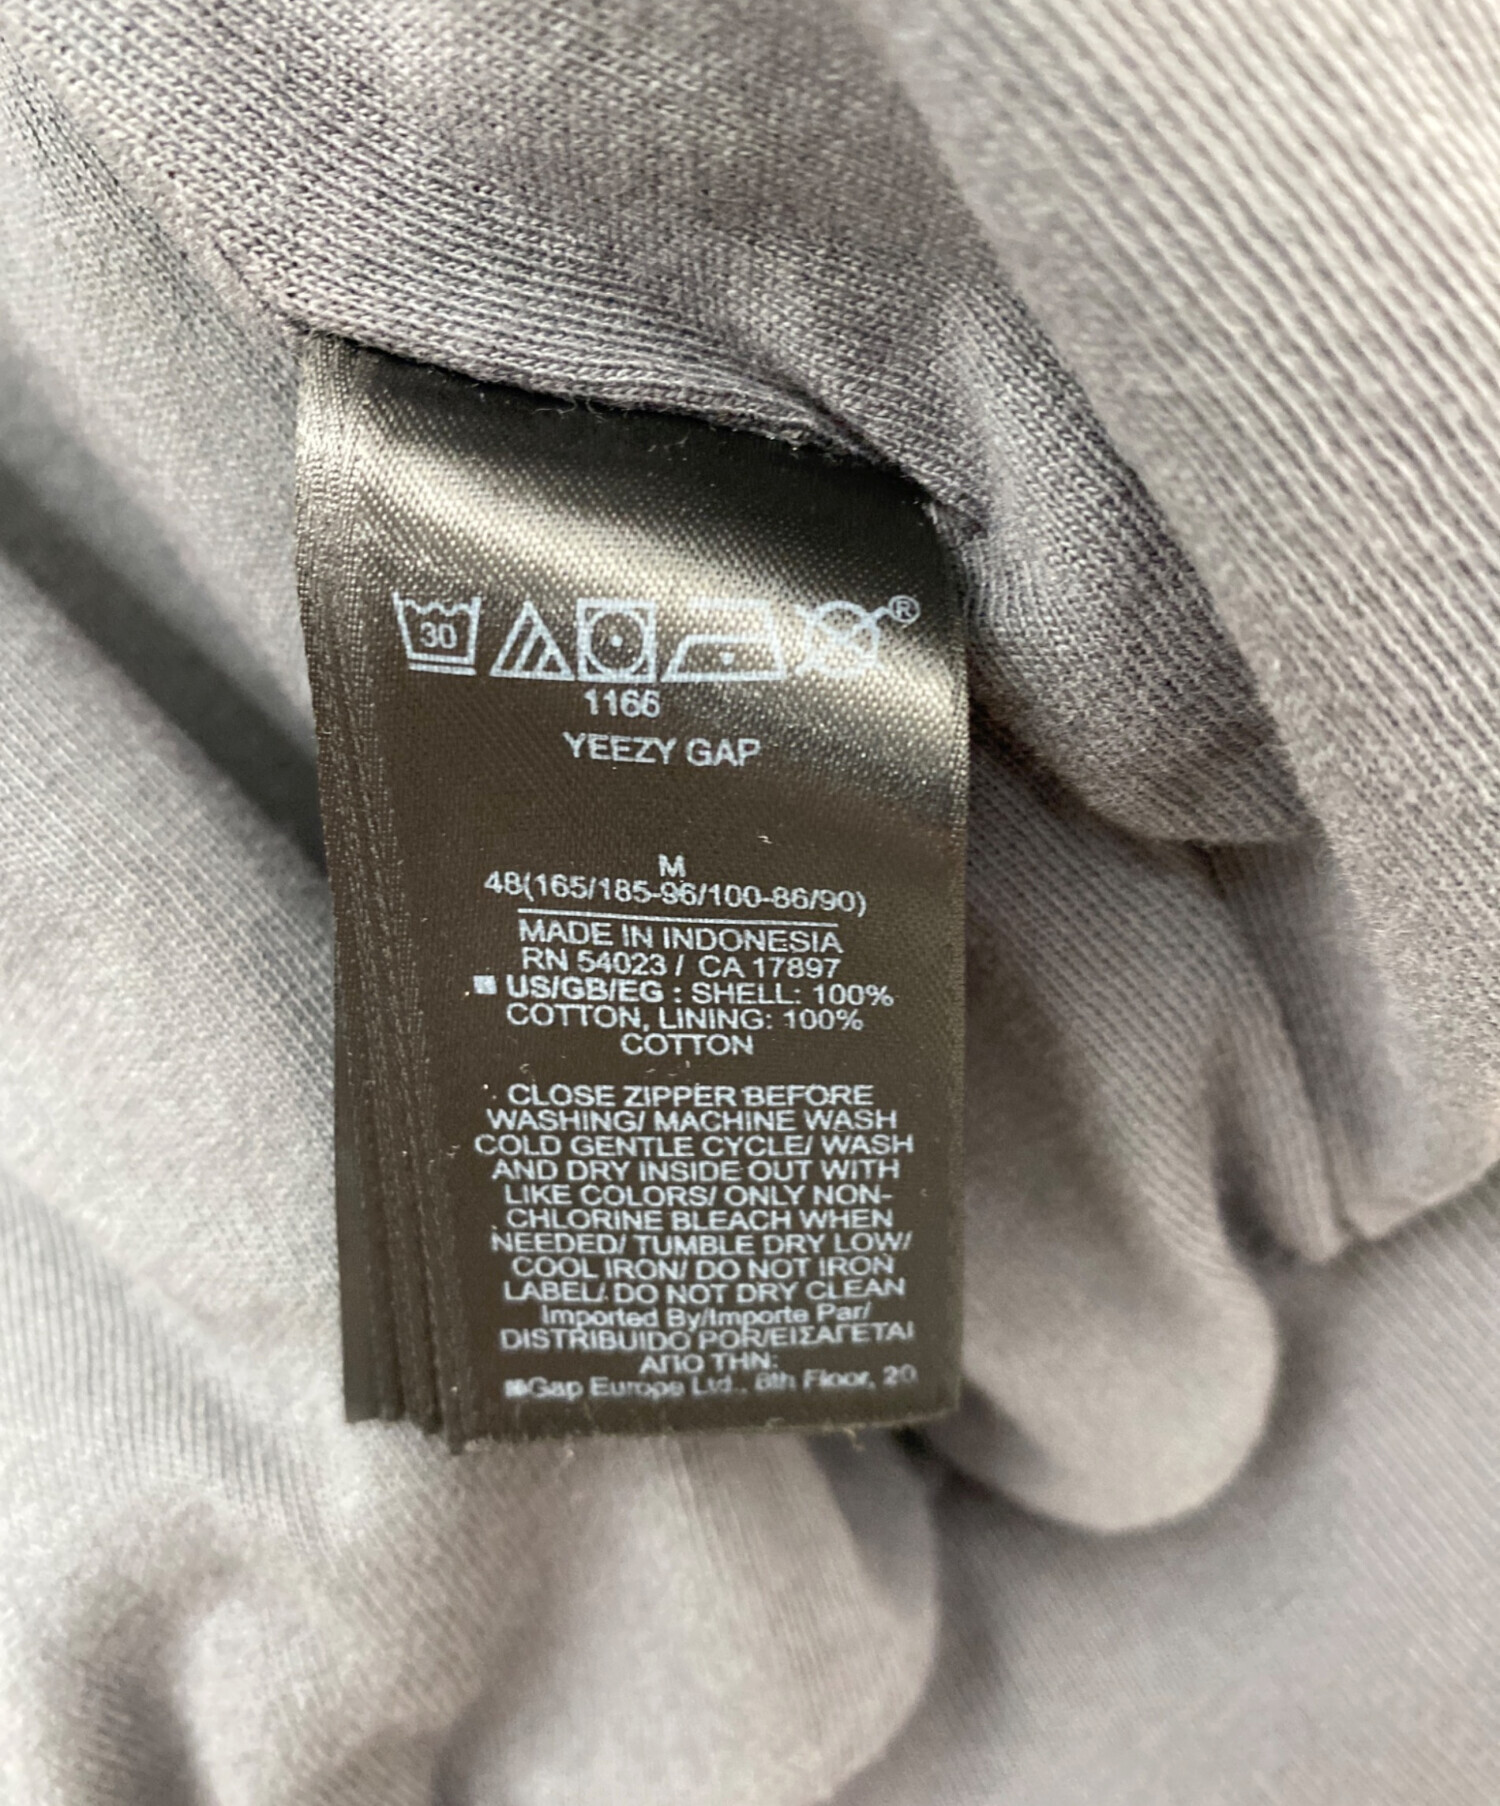 30 ®
1166
YEEZY GAP
M
48(165/185-96/100-86/90)
MADE IN INDONESIA
RN 54023 / CA 17897
US/GB/EG : SHELL: 100%
COTTON, LINING: 100%
COTTON
CLOSE ZIPPER BEFORE
WASHING/ MACHINE WASH
COLD GENTLE CYCLE/ WASH
AND DRY INSIDE OUT WITH
LIKE COLORS/ ONLY NON-
CHLORINE BLEACH WHEN
NEEDED/ TUMBLE DRY LOW/
COOL IRON/ DO NOT IRON
LABEL/ DO NOT DRY CLEAN
Imported By/Importe Par/
DISTRIBUIDO POR/ΕΙΣΑΓΕΤΑΙ
ΑΠΟ ΤΗΝ:
Gap Europe Ltd., 8th Floor, 20